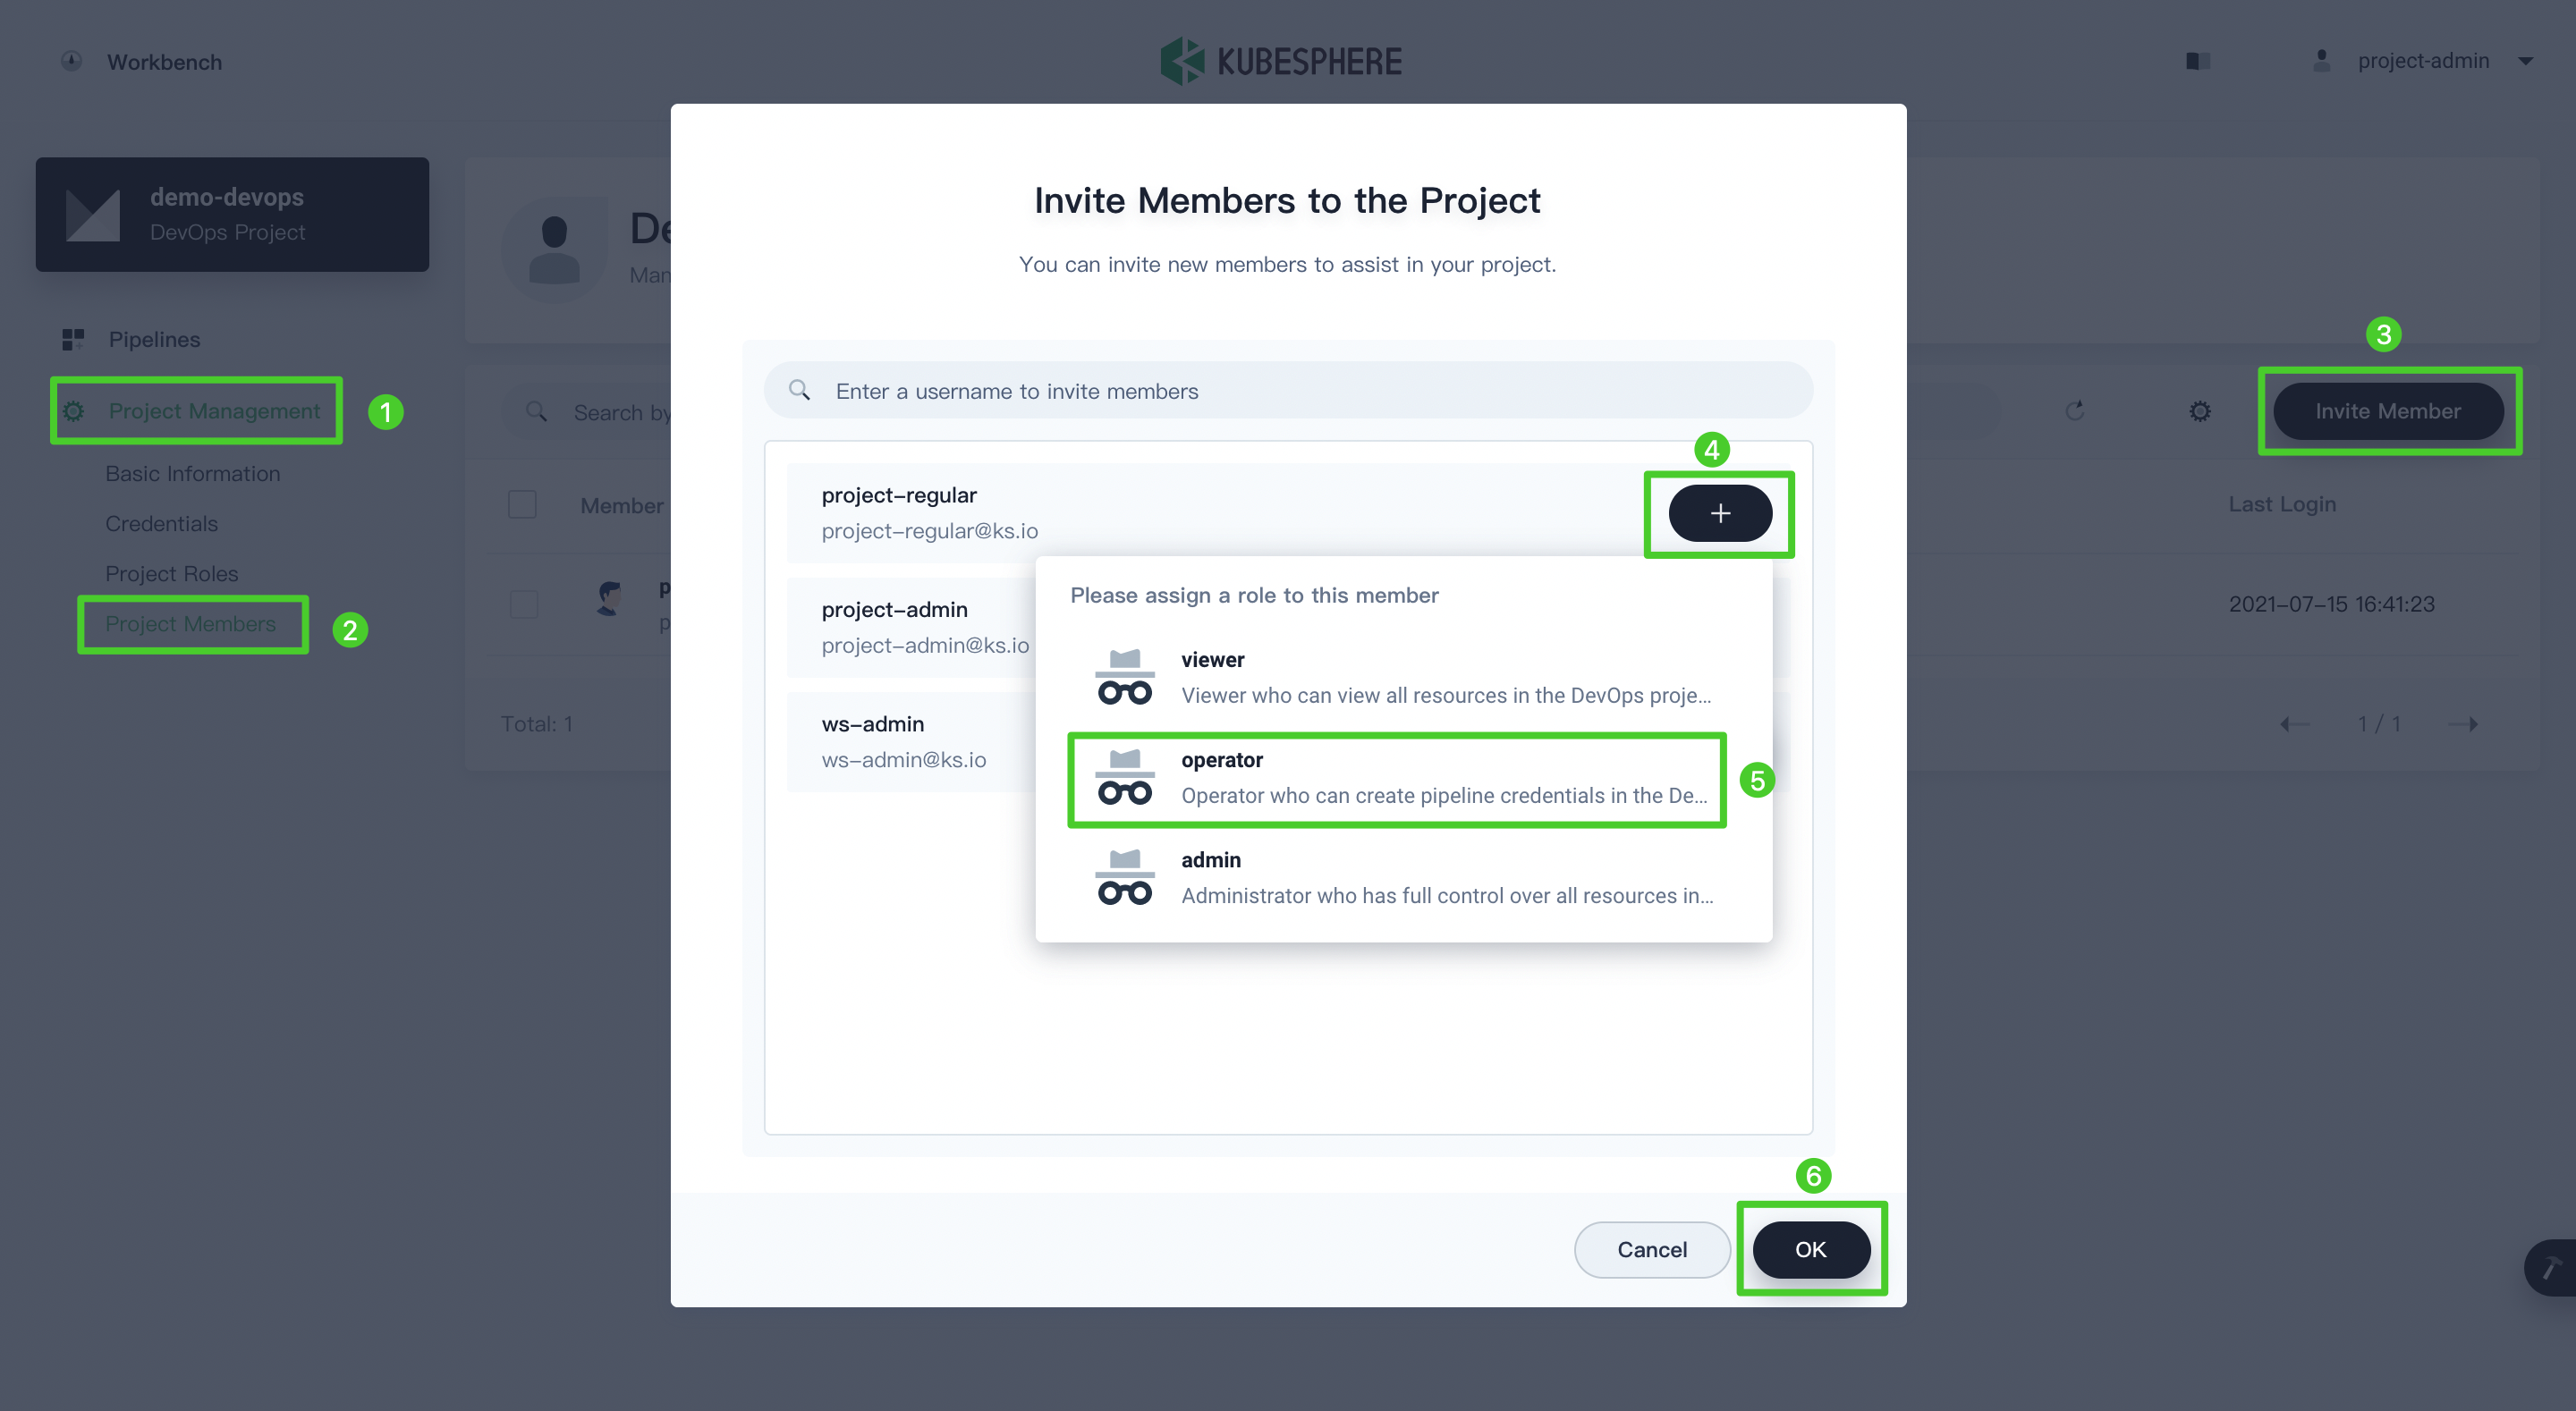 Workbench
KUBESPHERE
project-admin
demo-devops
DevOps Project
Pipelines
Project Management
1
Basic Information
Credentials
Project Roles
Project Members
2
De
Man
Search by
Member
Total: 1
Invite Members to the Project
You can invite new members to assist in your project.
Enter a username to invite members
4
project-regular
project-regular@ks.io
+
project-admin
project-admin@ks.io
ws-admin
ws-admin@ks.io
Please assign a role to this member
viewer
Viewer who can view all resources in the DevOps proje...
operator
Operator who can create pipeline credentials in the De...
5
admin
Administrator who has full control over all resources in...
6
Cancel
OK
3
Invite Member
Last Login
2021-07-15 16:41:23
1 / 1